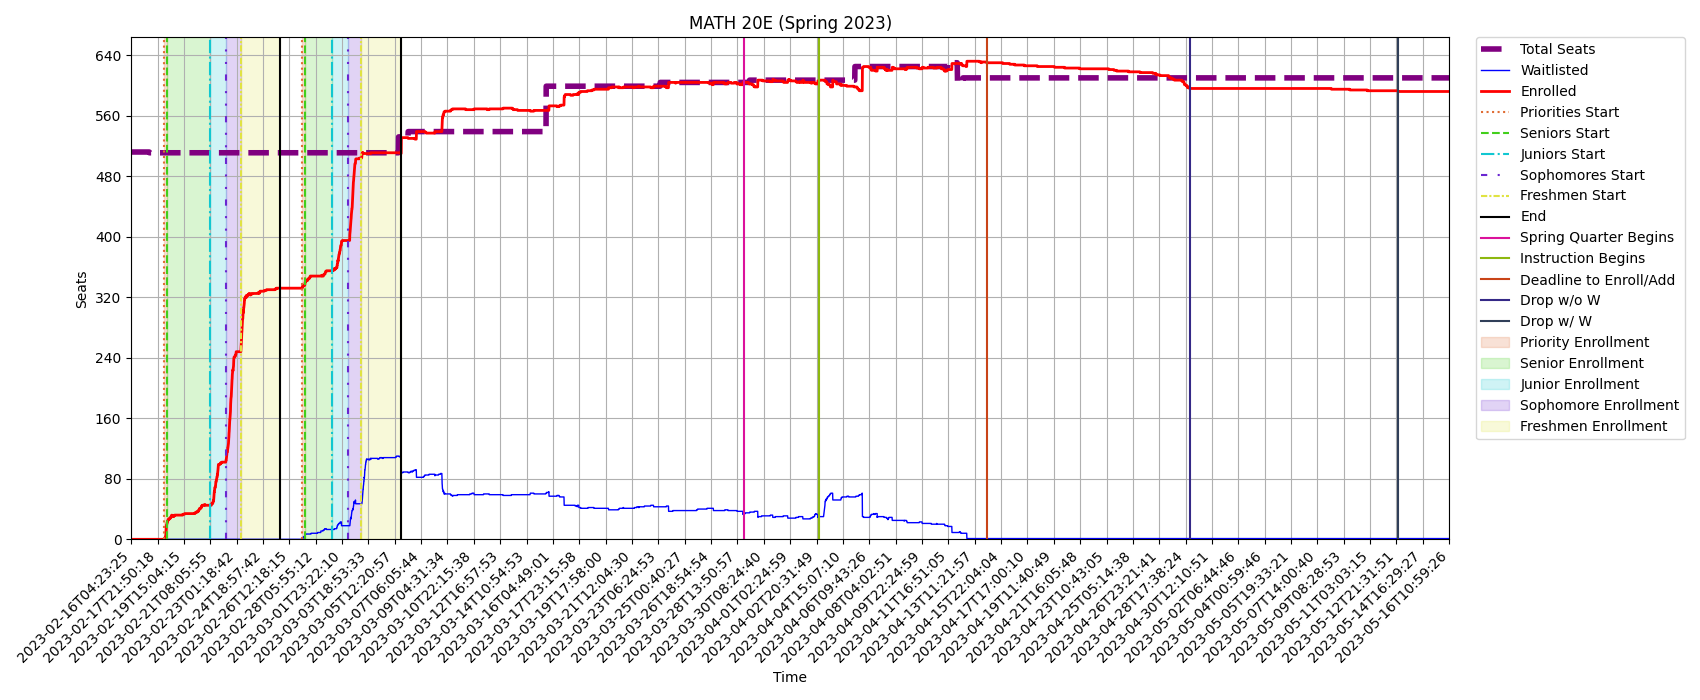 MATH 20E (Spring 2023)
Seats
640
560
480
400
320
240
160
80
0
2023-02-16T04:23:25
2023-02-17T21:50:18
2023-02-19T15:04:15
2023-02-21T08:05:55
2023-02-23T01:18:42
2023-02-24T18:57:42
2023-02-26T12:18:15
2023-02-28T05:55:12
2023-03-01T23:22:10
2023-03-03T18:53:33
2023-03-05T12:20:57
2023-03-07T06:05:44
2023-03-09T04:31:34
2023-03-10T22:15:38
2023-03-12T16:57:53
2023-03-14T10:54:53
2023-03-16T04:49:01
2023-03-17T23:15:58
2023-03-19T17:58:00
2023-03-21T12:04:30
2023-03-23T06:24:53
2023-03-25T00:40:27
2023-03-26T18:54:54
2023-03-28T13:50:57
2023-03-30T08:24:40
2023-04-01T02:24:59
2023-04-02T20:31:49
2023-04-04T15:07:10
2023-04-06T09:43:26
2023-04-08T04:02:51
2023-04-09T22:24:59
2023-04-11T16:51:05
2023-04-13T11:21:57
2023-04-15T22:04:04
2023-04-17T17:00:10
2023-04-19T11:40:49
2023-04-21T16:05:48
2023-04-23T10:43:05
2023-04-25T05:14:38
2023-04-26T23:21:41
2023-04-28T17:38:24
2023-04-30T12:10:51
2023-05-02T06:44:46
2023-05-04T00:59:46
2023-05-05T19:33:21
2023-05-07T14:00:40
2023-05-09T08:28:53
2023-05-11T03:03:15
2023-05-12T21:31:51
2023-05-14T16:29:27
2023-05-16T10:59:26
Time
Total Seats
Waitlisted
Enrolled
Priorities Start
Seniors Start
Juniors Start
Sophomores Start
Freshmen Start
End
Spring Quarter Begins
Instruction Begins
Deadline to Enroll/Add
Drop w/o W
Drop w/ W
Priority Enrollment
Senior Enrollment
Junior Enrollment
Sophomore Enrollment
Freshmen Enrollment